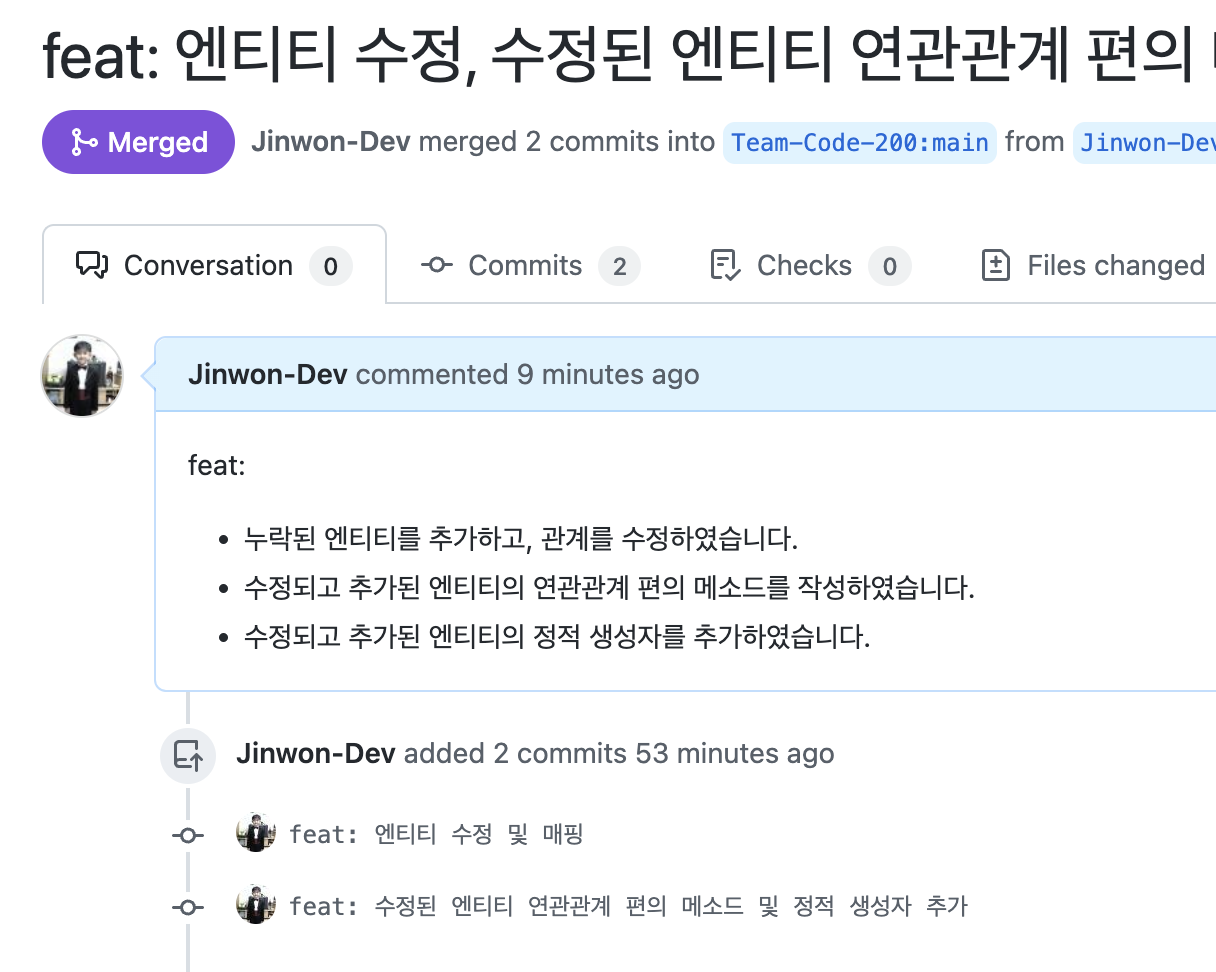 feat: 엔티티 수정, 수정된 엔티티 연관관계 편의
Merged Jinwon-Dev merged 2 commits into Team-Code-200:main from Jinwon-Dev
Conversation 0 Commits 2 Checks 0 Files changed
Jinwon-Dev commented 9 minutes ago
feat:
• 누락된 엔티티를 추가하고, 관계를 수정하였습니다.
• 수정되고 추가된 엔티티의 연관관계 편의 메소드를 작성하였습니다.
• 수정되고 추가된 엔티티의 정적 생성자를 추가하였습니다.
Jinwon-Dev added 2 commits 53 minutes ago
feat: 엔티티 수정 및 매핑
feat: 수정된 엔티티 연관관계 편의 메소드 및 정적 생성자 추가